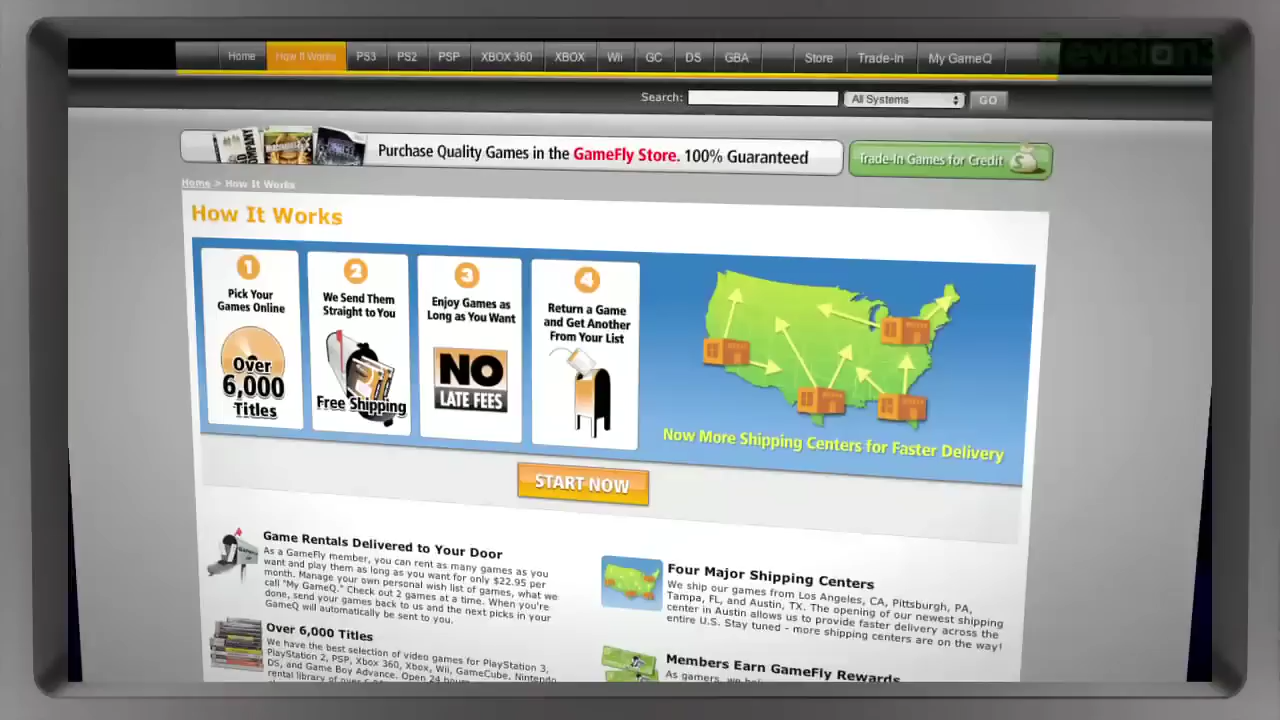 Revision3
Home How It Works PS3 PS2 PSP XBOX 360 XBOX Wii GC DS GBA Store Trade-In My GameQ
Search: All Systems GO
Purchase Quality Games in the GameFly Store. 100% Guaranteed
Trade-In Games for Credit
Home > How It Works
How It Works
1
Pick Your
Games Online
Over
6,000
Titles
2
We Send Them
Straight to You
Free Shipping
3
Enjoy Games as
Long as You Want
NO
LATE FEES
4
Return a Game
and Get Another
From Your List
Now More Shipping Centers for Faster Delivery
START NOW
Game Rentals Delivered to Your Door
As a GameFly member, you can rent as many games as you
want and play them as long as you want for only $22.95 per
month. Manage your own personal wish list of games, what we
call "My GameQ." Check out 2 games at a time. When you're
done, send your games back to us and the next picks in your
GameQ will automatically be sent to you.
Over 6,000 Titles
We have the best selection of video games for PlayStation 3,
PlayStation 2, PSP, Xbox 360, Xbox, Wii, GameCube, Nintendo
DS, and Game Boy Advance. Open 24 hours
rental library of over
Four Major Shipping Centers
We ship our games from Los Angeles, CA, Pittsburgh, PA,
Tampa, FL, and Austin, TX. The opening of our newest shipping
center in Austin allows us to provide faster delivery across the
entire U.S. Stay tuned - more shipping centers are on the way!
Members Earn GameFly Rewards
As gamers, we